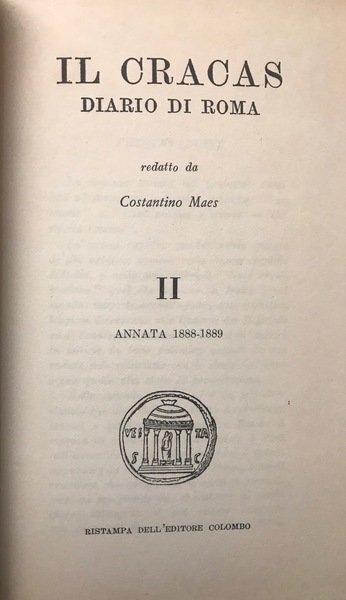 IL CRACAS
DIARIO DI ROMA
redatto da
Costantino Maes
II
ANNATA 1888-1889
VES TA
S C
RISTAMPA DELL'EDITORE COLOMBO